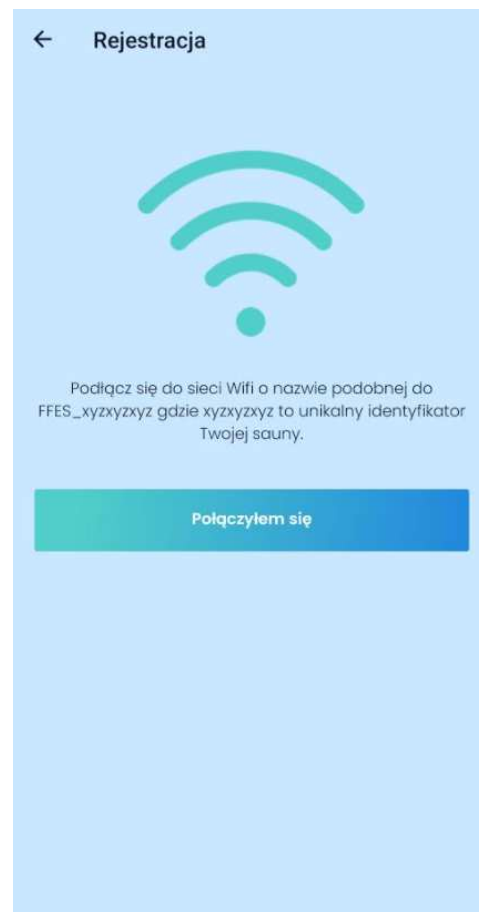 Rejestracja
Podłącz się do sieci Wifi o nazwie podobnej do
FFES_xyzxyzxyz gdzie xyzxyzxyz to unikalny identyfikator
Twojej sauny.
Połączyłem się